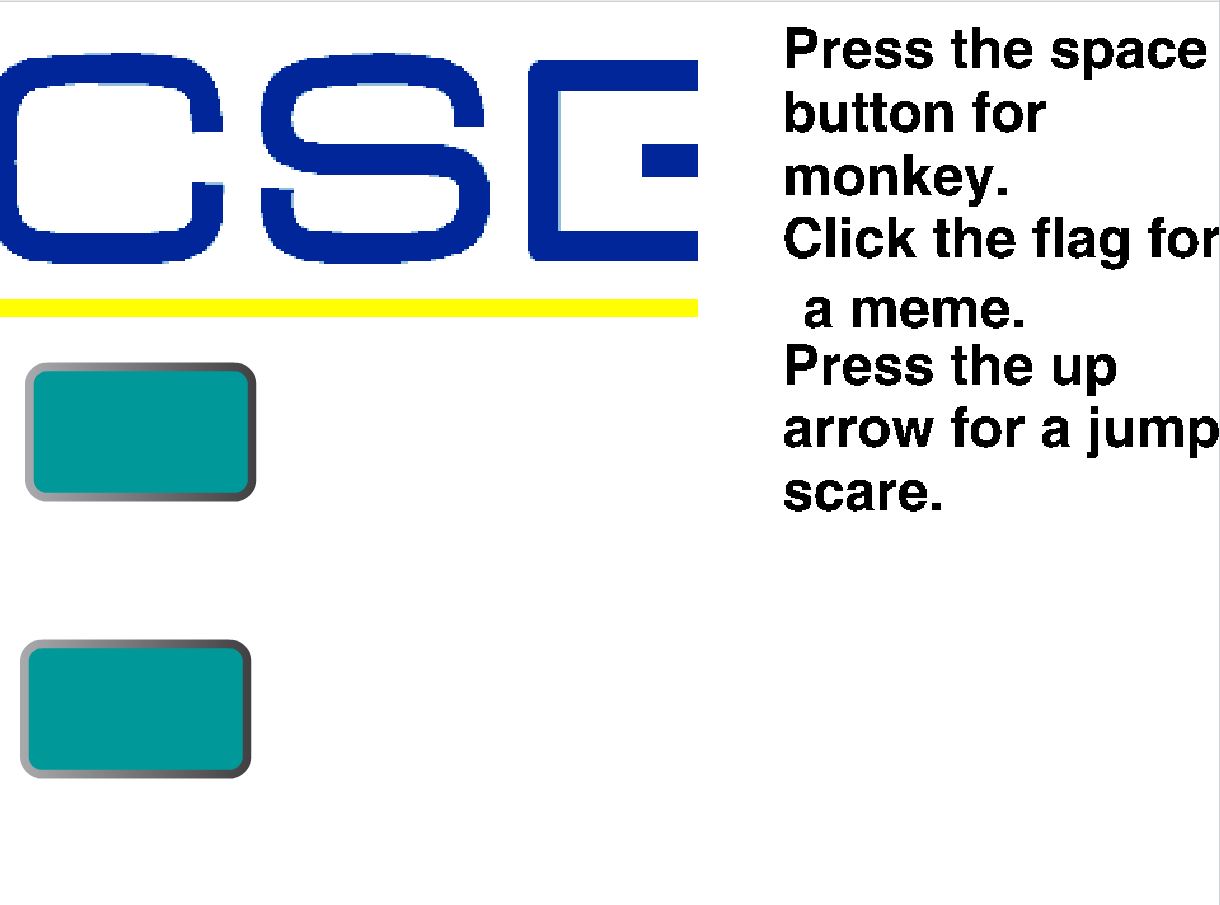 CSE
Press the space
button for
monkey.
Click the flag for
a meme.
Press the up
arrow for a jump
scare.